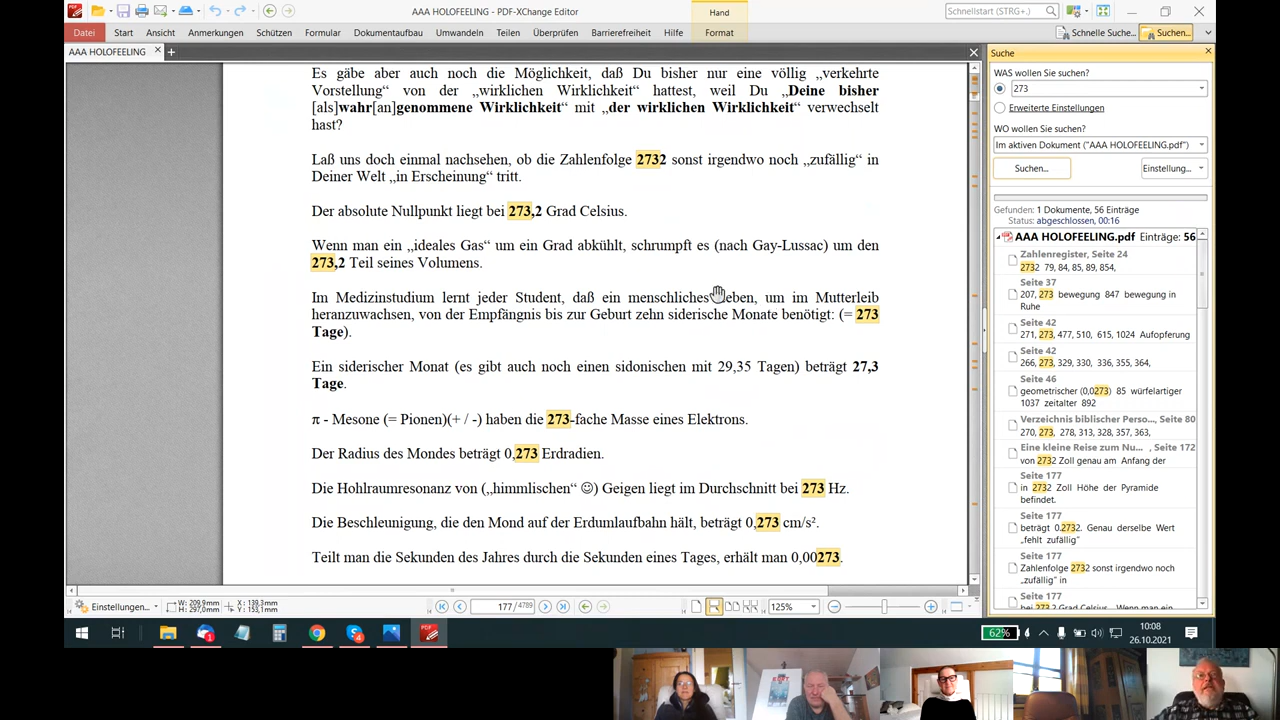 AAA HOLOFEELING - PDF-XChange Editor
Hand
Schnellstart (STRG+.)
Datei Start Ansicht Anmerkungen Schützen Formular Dokumentaufbau Umwandeln Teilen Überprüfen Barrierefreiheit Hilfe Format Schnelle Suche... Suchen...
AAA HOLOFEELING
Es gäbe aber auch noch die Möglichkeit, daß Du bisher nur eine völlig „verkehrte
Vorstellung“ von der „wirklichen Wirklichkeit“ hattest, weil Du „Deine bisher
[als]wahr[an]genommene Wirklichkeit“ mit „der wirklichen Wirklichkeit“ verwechselt
hast?
Laß uns doch einmal nachsehen, ob die Zahlenfolge 2732 sonst irgendwo noch „zufällig“ in
Deiner Welt „in Erscheinung“ tritt.
Der absolute Nullpunkt liegt bei 273,2 Grad Celsius.
Wenn man ein „ideales Gas“ um ein Grad abkühlt, schrumpft es (nach Gay-Lussac) um den
273,2 Teil seines Volumens.
Im Medizinstudium lernt jeder Student, daß ein menschliches Leben, um im Mutterleib
heranzuwachsen, von der Empfängnis bis zur Geburt zehn siderische Monate benötigt: (= 273
Tage).
Ein siderischer Monat (es gibt auch noch einen sidonischen mit 29,35 Tagen) beträgt 27,3
Tage.
π - Mesone (= Pionen)(+ / -) haben die 273-fache Masse eines Elektrons.
Der Radius des Mondes beträgt 0,273 Erdradien.
Die Hohlraumresonanz von („himmlischen“ ☺) Geigen liegt im Durchschnitt bei 273 Hz.
Die Beschleunigung, die den Mond auf der Erdumlaufbahn hält, beträgt 0,273 cm/s².
Teilt man die Sekunden des Jahres durch die Sekunden eines Tages, erhält man 0,00273.
Suche
WAS wollen Sie suchen?
273
Erweiterte Einstellungen
WO wollen Sie suchen?
Im aktiven Dokument ("AAA HOLOFEELING.pdf")
Suchen... Einstellung...
Gefunden: 1 Dokumente, 56 Einträge
Status: abgeschlossen, 00:16
AAA HOLOFEELING.pdf Einträge: 56
Zahlenregister, Seite 24
2732 79, 84, 85, 89, 854,
Seite 37
207, 273 bewegung 847 bewegung in
Ruhe
Seite 42
271, 273, 477, 510, 615, 1024 Aufopferung
Seite 42
266, 273, 329, 330, 336, 355, 364,
Seite 46
geometrischer (0,0273) 85 würfelartiger
1037 zeitalter 892
Verzeichnis biblischer Perso..., Seite 80
270, 273, 278, 313, 328, 357, 363,
Eine kleine Reise zum Nu... , Seite 172
von 2732 Zoll genau am Anfang der
Seite 177
in 2732 Zoll Höhe der Pyramide
befindet.
Seite 177
beträgt 0.2732. Genau derselbe Wert
„fehlt zufällig“
Seite 177
Zahlenfolge 2732 sonst irgendwo noch
„zufällig“ in
Seite 177
bei 273,2 Grad Celsius. Wenn man ein
Einstellungen... W: 209,9mm H: 297,0mm X: 139,3mm Y: 153,1mm 177 / 4789 125%
62% 10:08
26.10.2021